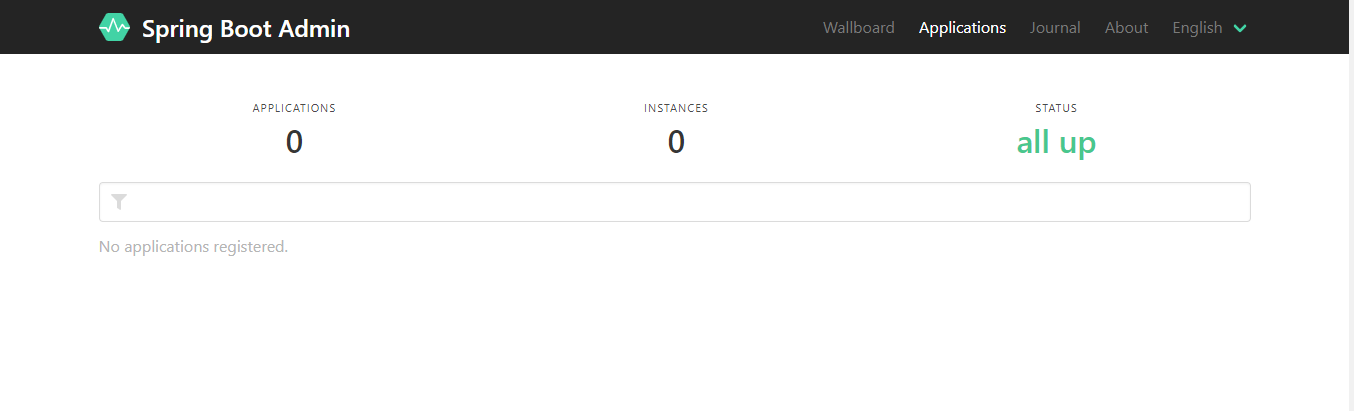 Spring Boot Admin
Wallboard Applications Journal About English
APPLICATIONS INSTANCES STATUS
0 0 all up
No applications registered.